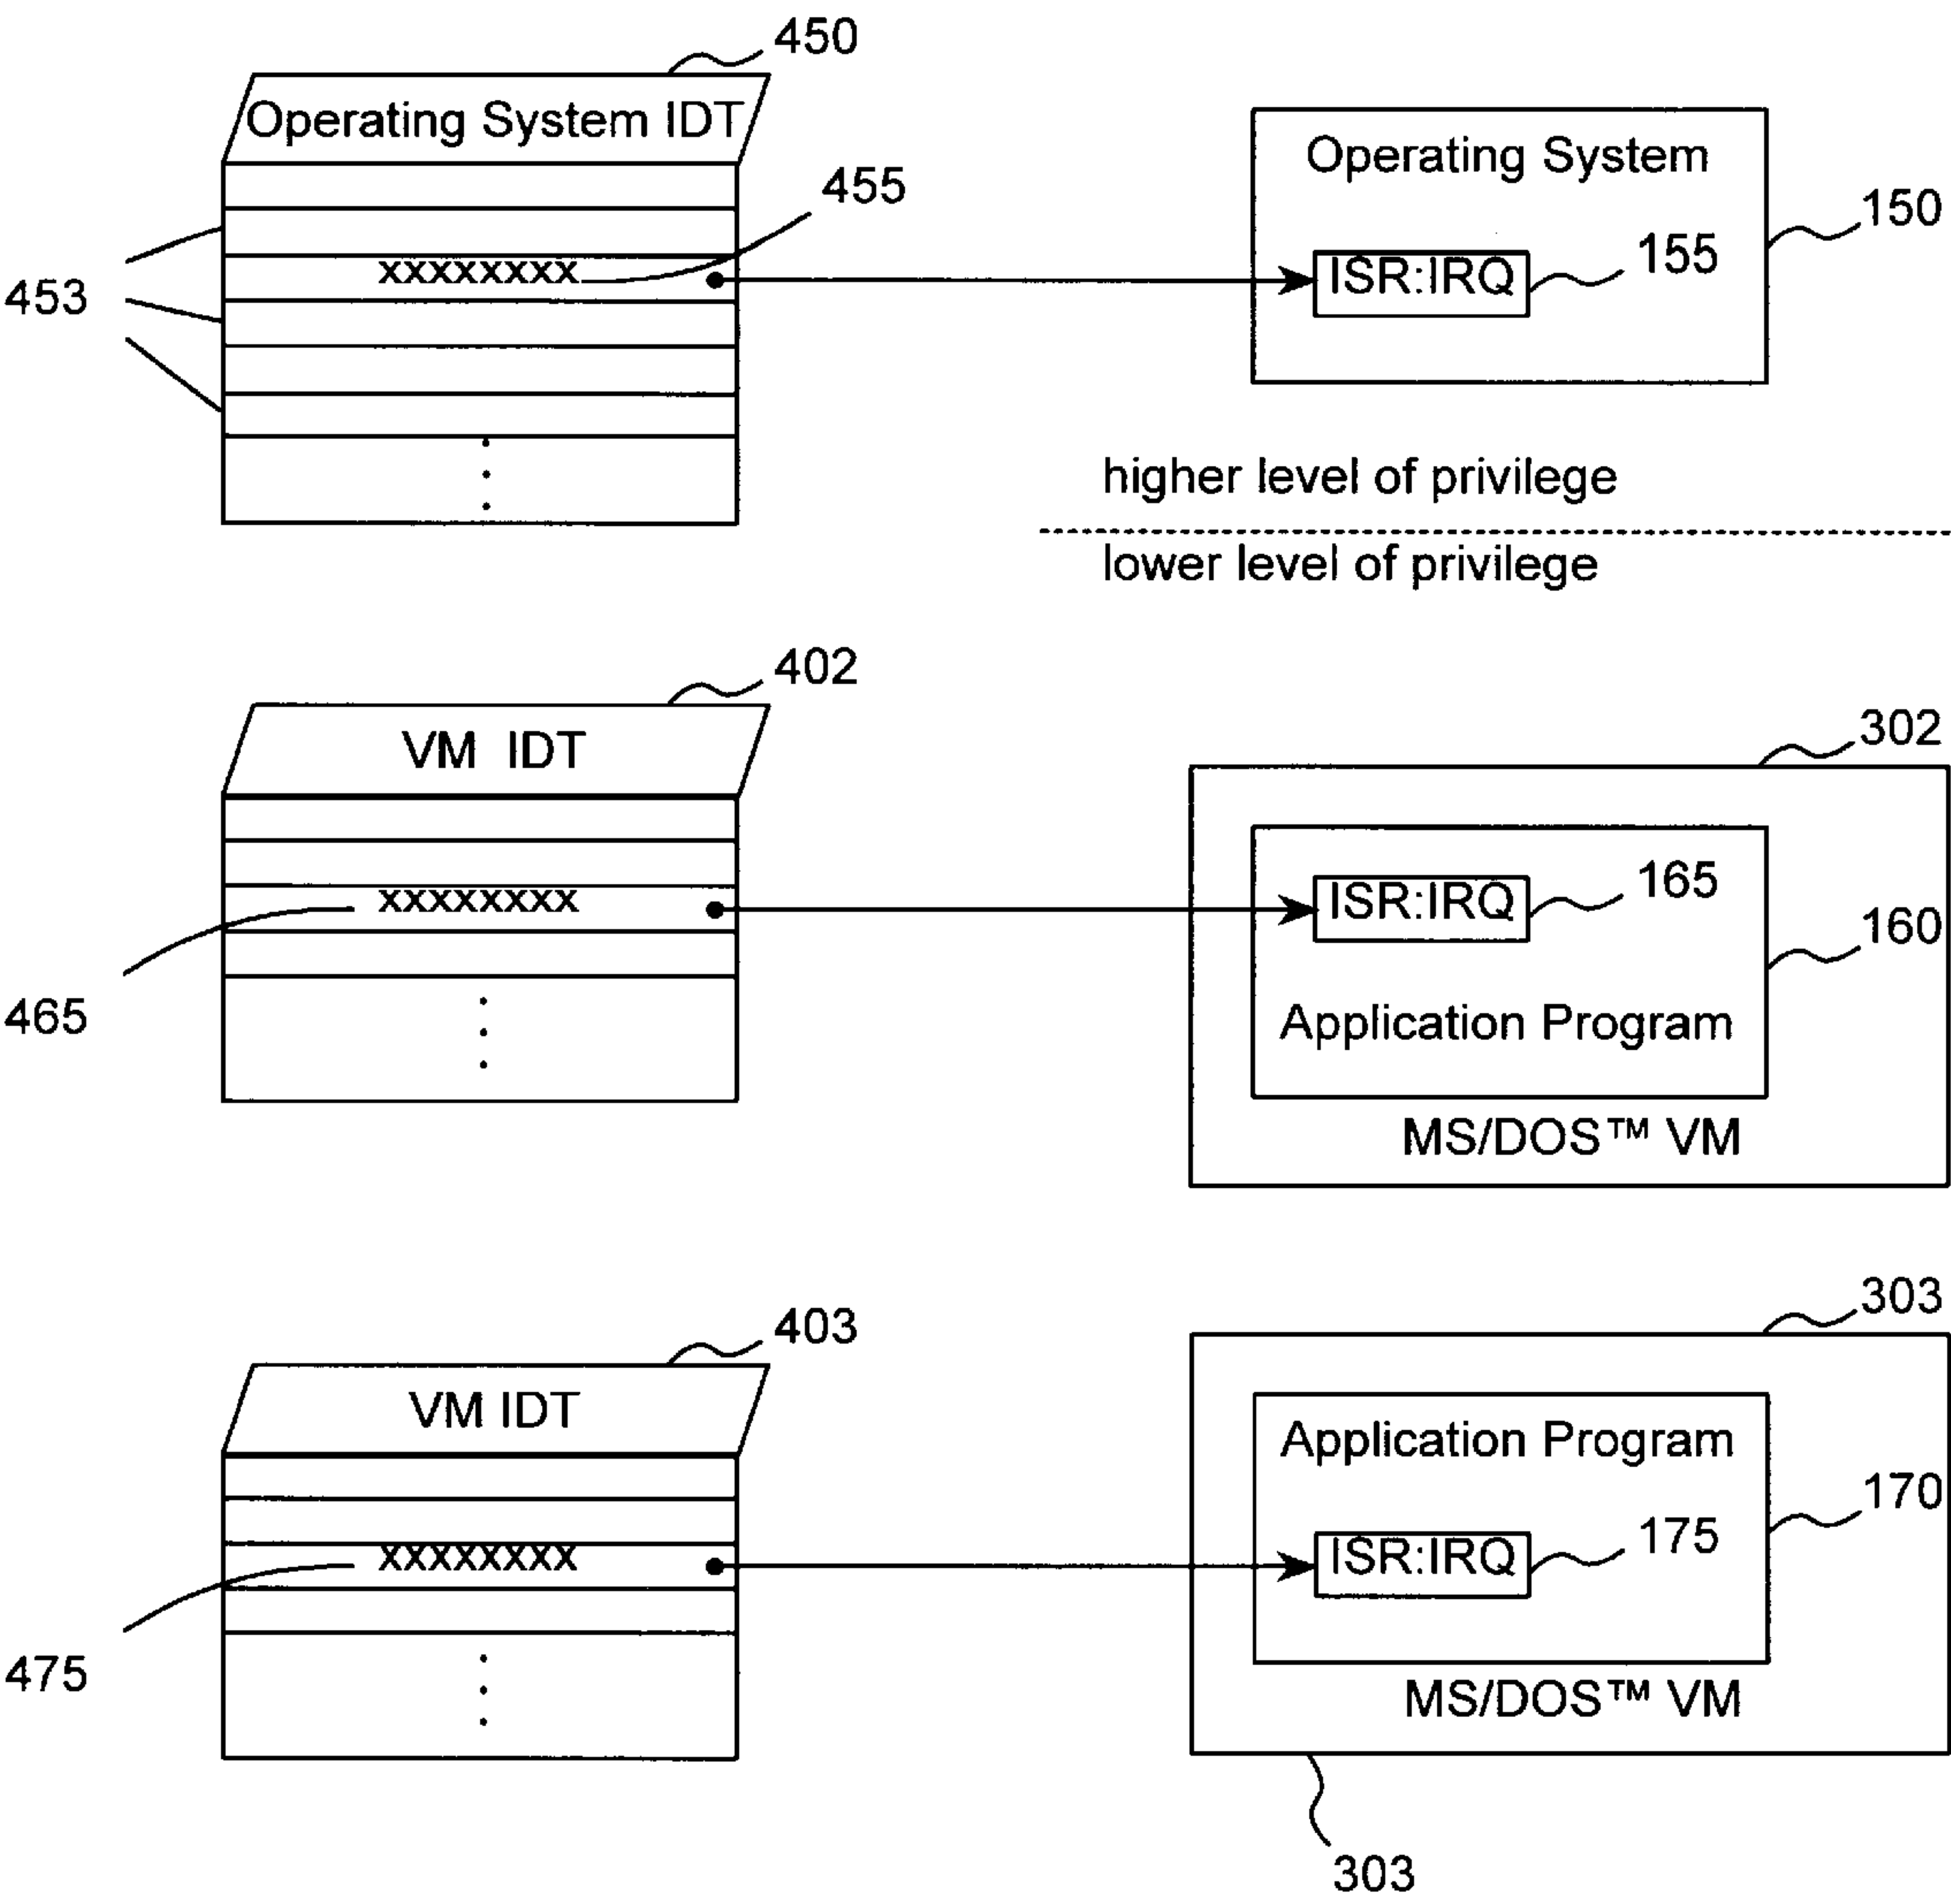 450
Operating System IDT
455
453
xxxxxxxx
Operating System
150
ISR:IRQ
155
higher level of privilege
lower level of privilege
402
VM IDT
xxxxxxxx
465
302
ISR:IRQ
165
160
Application Program
MS/DOS™ VM
403
VM IDT
xxxxxxxx
475
303
Application Program
170
ISR:IRQ
175
MS/DOS™ VM
303